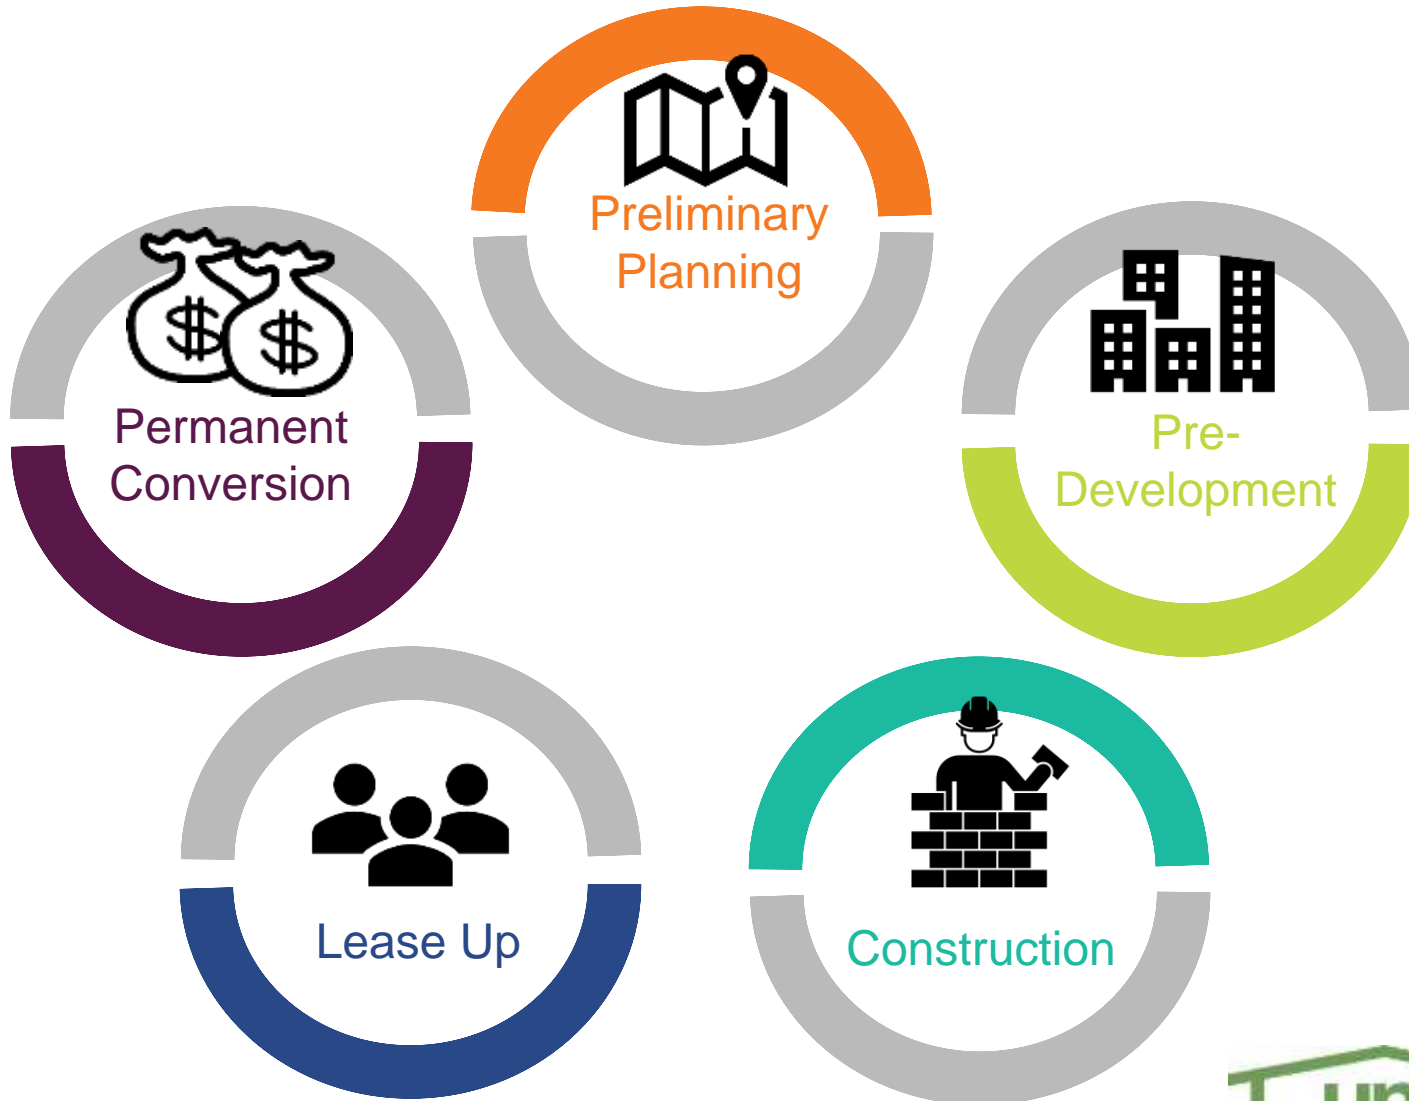 Preliminary
Planning
Pre-
Development
Construction
Lease Up
Permanent
Conversion